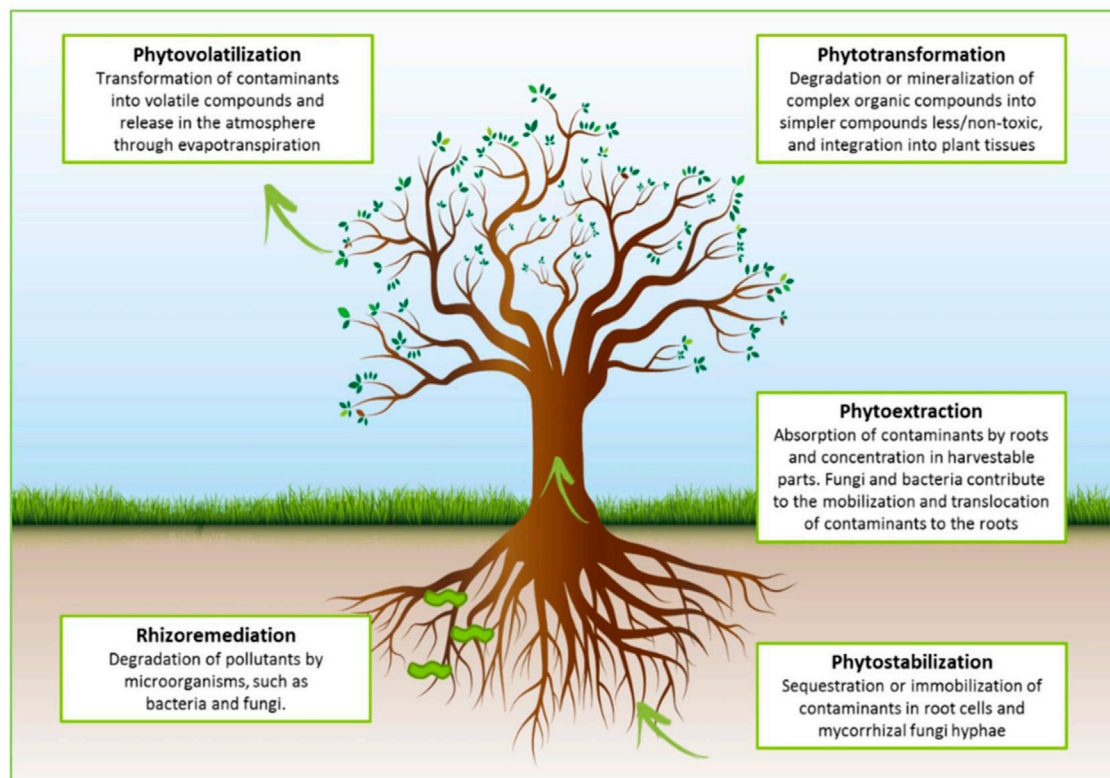 Phytovolatilization
Transformation of contaminants
into volatile compounds and
release in the atmosphere
through evapotranspiration
Phytotransformation
Degradation or mineralization of
complex organic compounds into
simpler compounds less/non-toxic,
and integration into plant tissues
Phytoextraction
Absorption of contaminants by roots
and concentration in harvestable
parts. Fungi and bacteria contribute
to the mobilization and translocation
of contaminants to the roots
Rhizoremediation
Degradation of pollutants by
microorganisms, such as
bacteria and fungi.
Phytostabilization
Sequestration or immobilization of
contaminants in root cells and
mycorrhizal fungi hyphae